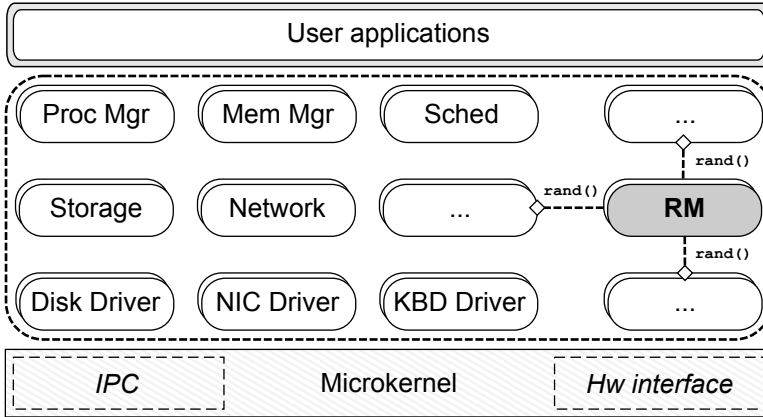 User applications
Proc Mgr Mem Mgr Sched ...
rand()
rand()
Storage Network ... RM
rand()
Disk Driver NIC Driver KBD Driver ...
IPC Microkernel Hw interface